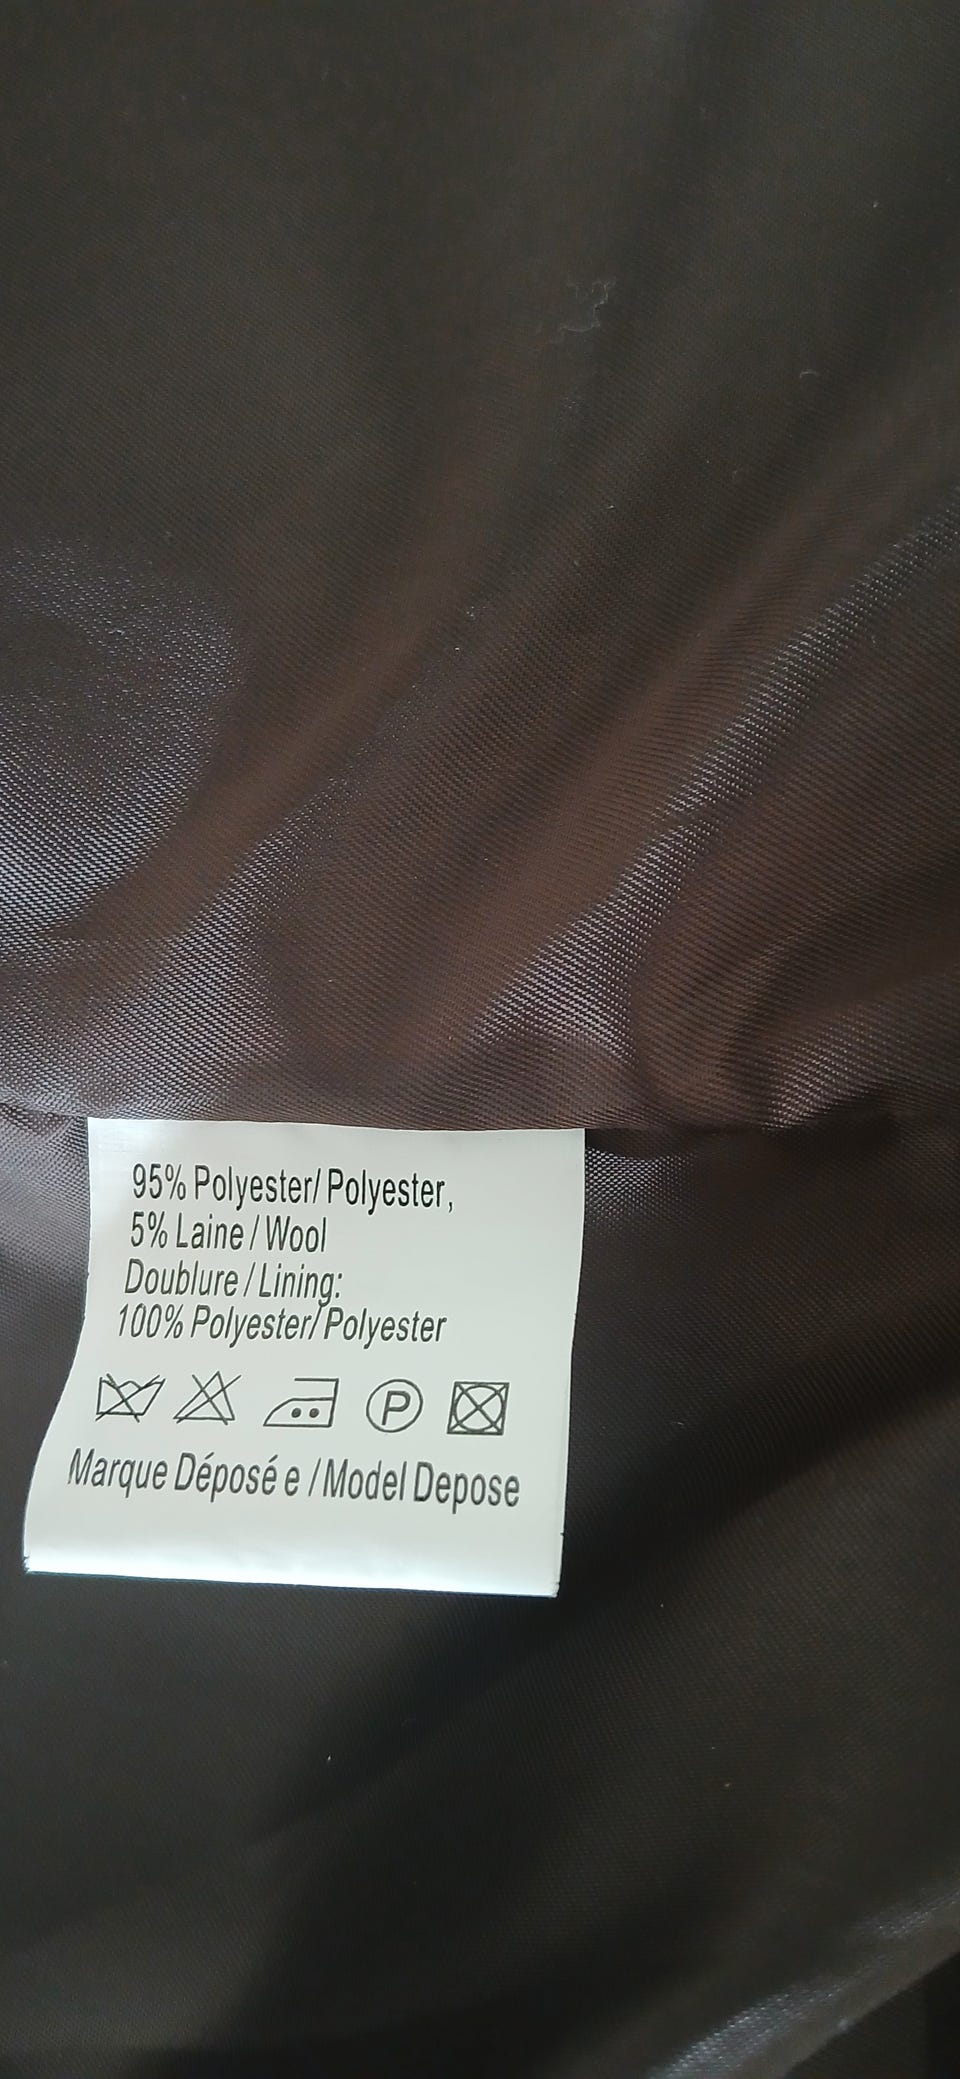 95% Polyester/ Polyester,
5% Laine / Wool
Doublure / Lining:
100% Polyester/ Polyester
P
Marque Déposé e / Model Depose